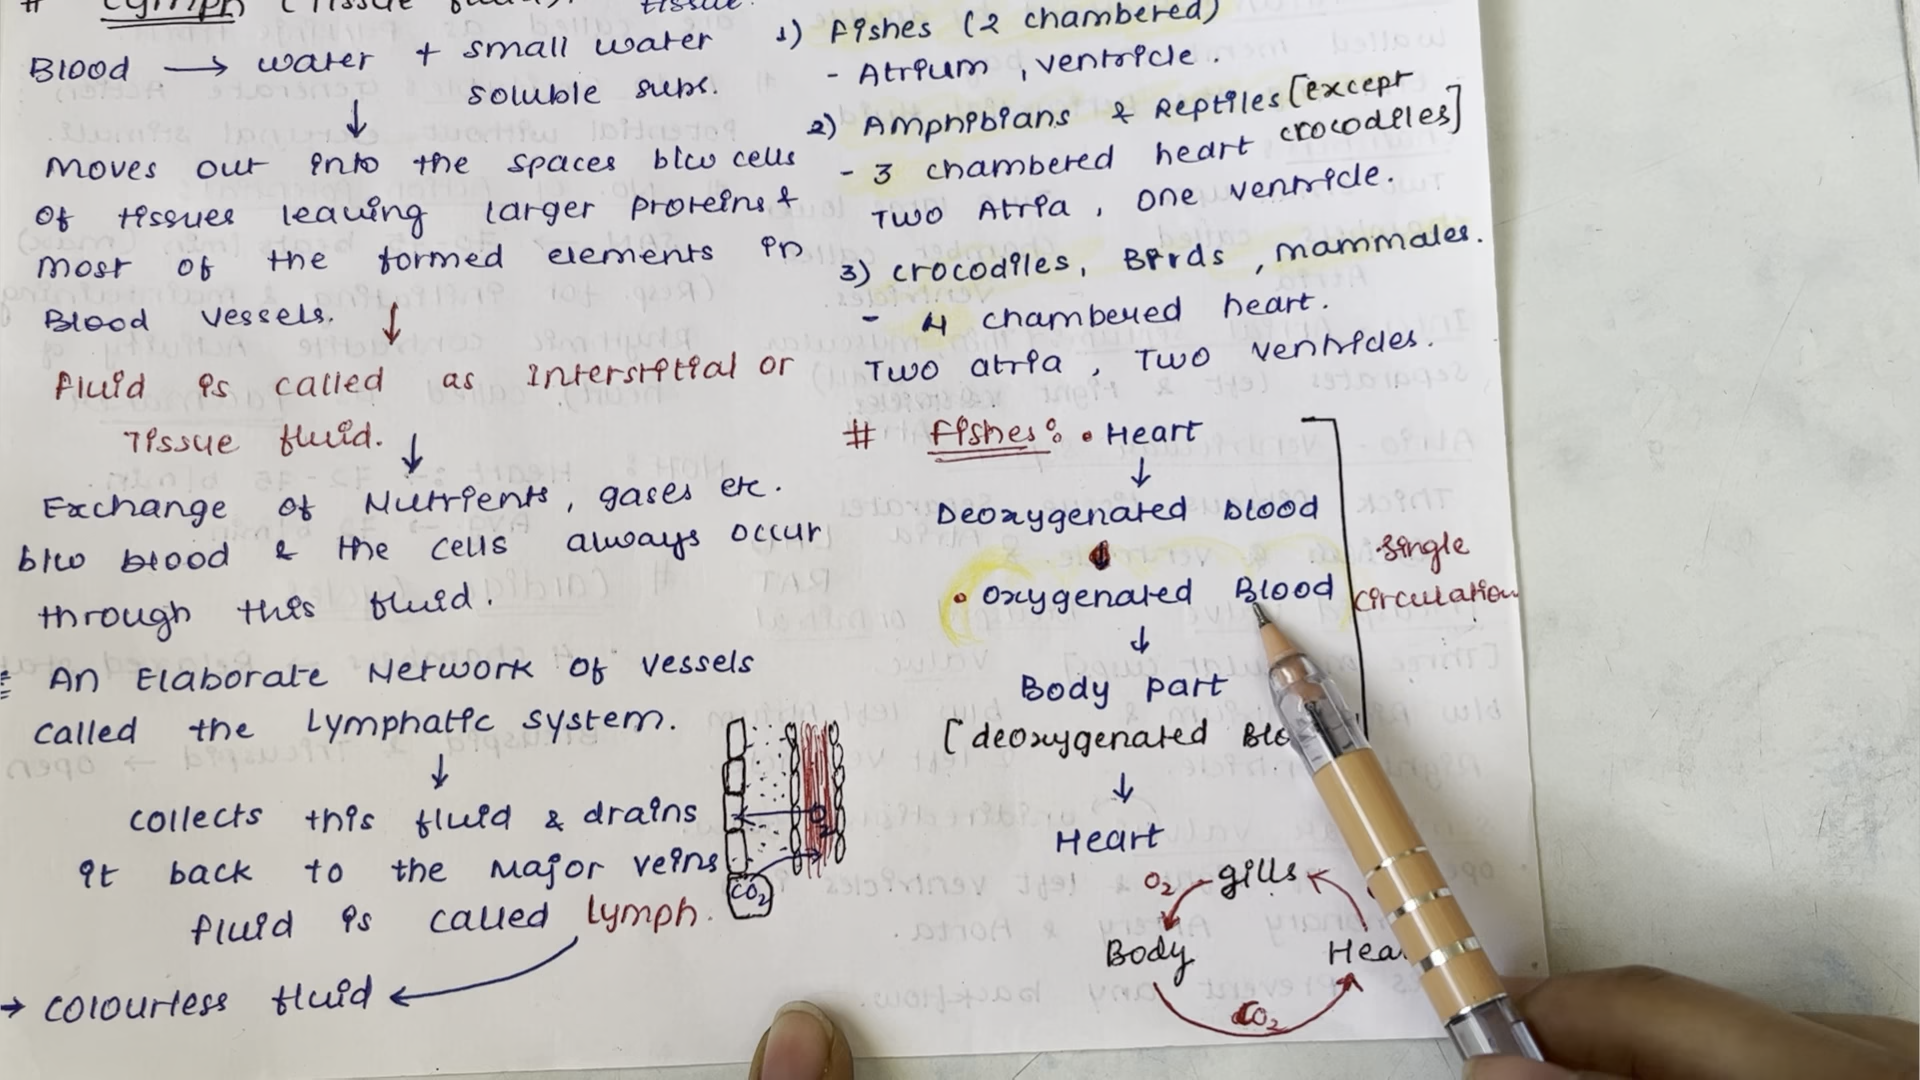 # Lymph (Tissue fluid): tissue.
Blood → water + small water
soluble subs.
↓
Moves out into the spaces b/w cells
of tissues leaving larger proteins &
most of the formed elements in
Blood vessels. ↓
fluid is called as Interstitial or
Tissue fluid. ↓
Exchange of Nutrients, gases etc.
b/w blood & the cells always occur
through this fluid.
An Elaborate Network of vessels
called the Lymphatic system.
↓
collects this fluid & drains
it back to the Major veins
fluid is called lymph.
→ colourless fluid ←
O2
CO2
1) Fishes (2 chambered)
- Atrium, ventricle.
2) Amphibians & Reptiles [except
crocodiles]
- 3 chambered heart
Two Atria, one ventricle.
3) crocodiles, Birds, mammales.
- 4 chambered heart.
Two atria, Two ventricles.
# Fishes: • Heart
↓
Deoxygenated blood
↓
• Oxygenated Blood
↓
Body part
[deoxygenated
↓
Heart
single
circulation
O2 gills
Body
CO2